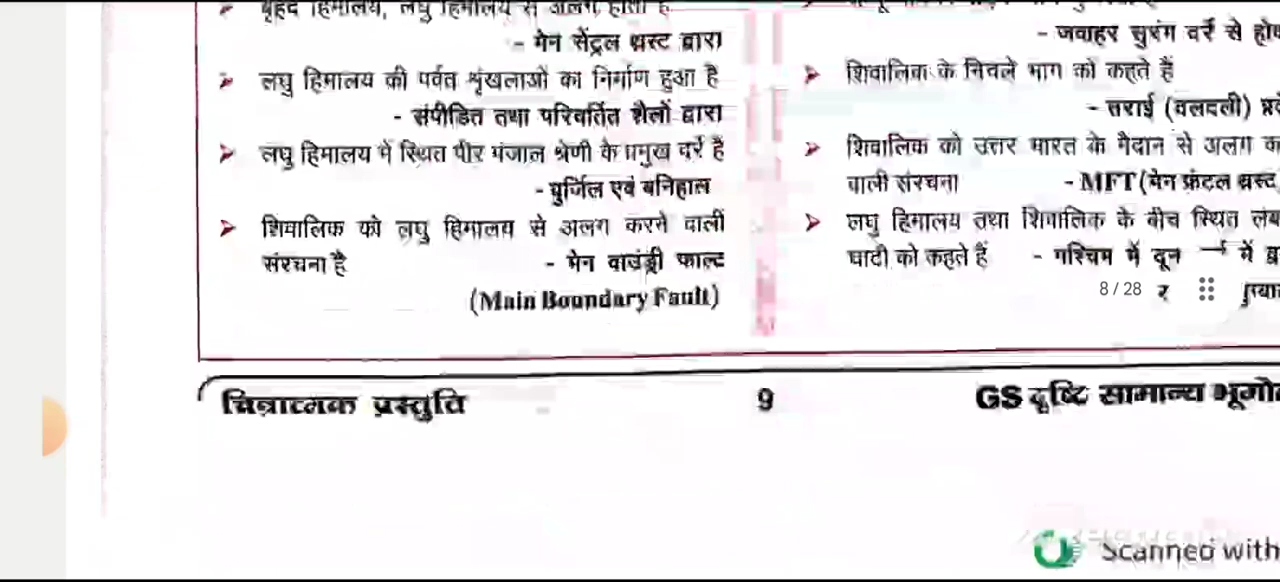 बृहद हिमालय, लघु हिमालय से अलग होता है
- मेन सेंट्रल थ्रस्ट द्वारा
➤ लघु हिमालय की पर्वत श्रृंखलाओं का निर्माण हुआ है
- संपीडित तथा परिवर्तित शैलों द्वारा
➤ लघु हिमालय में स्थित पीर पंजाल श्रेणी के प्रमुख दर्रे हैं
- पुर्जिल एवं बनिहाल
➤ शिवालिक को लघु हिमालय से अलग करने वाली
संरचना है - मेन बाउंड्री फाल्ट
(Main Boundary Fault)
- जवाहर सुरंग दर्रे से
➤ शिवालिक के निचले भाग को कहते हैं
- तराई (दलदली)
➤ शिवालिक को उत्तर भारत के मैदान से अलग
वाली संरचना - MFT (मेन फ्रंटल थ्रस्ट
➤ लघु हिमालय तथा शिवालिक के बीच स्थित
घाटी को कहते हैं - पश्चिम में दून में
8 / 28
चित्रात्मक प्रस्तुति 9 GS दृष्टि सामान्य
Scanned with